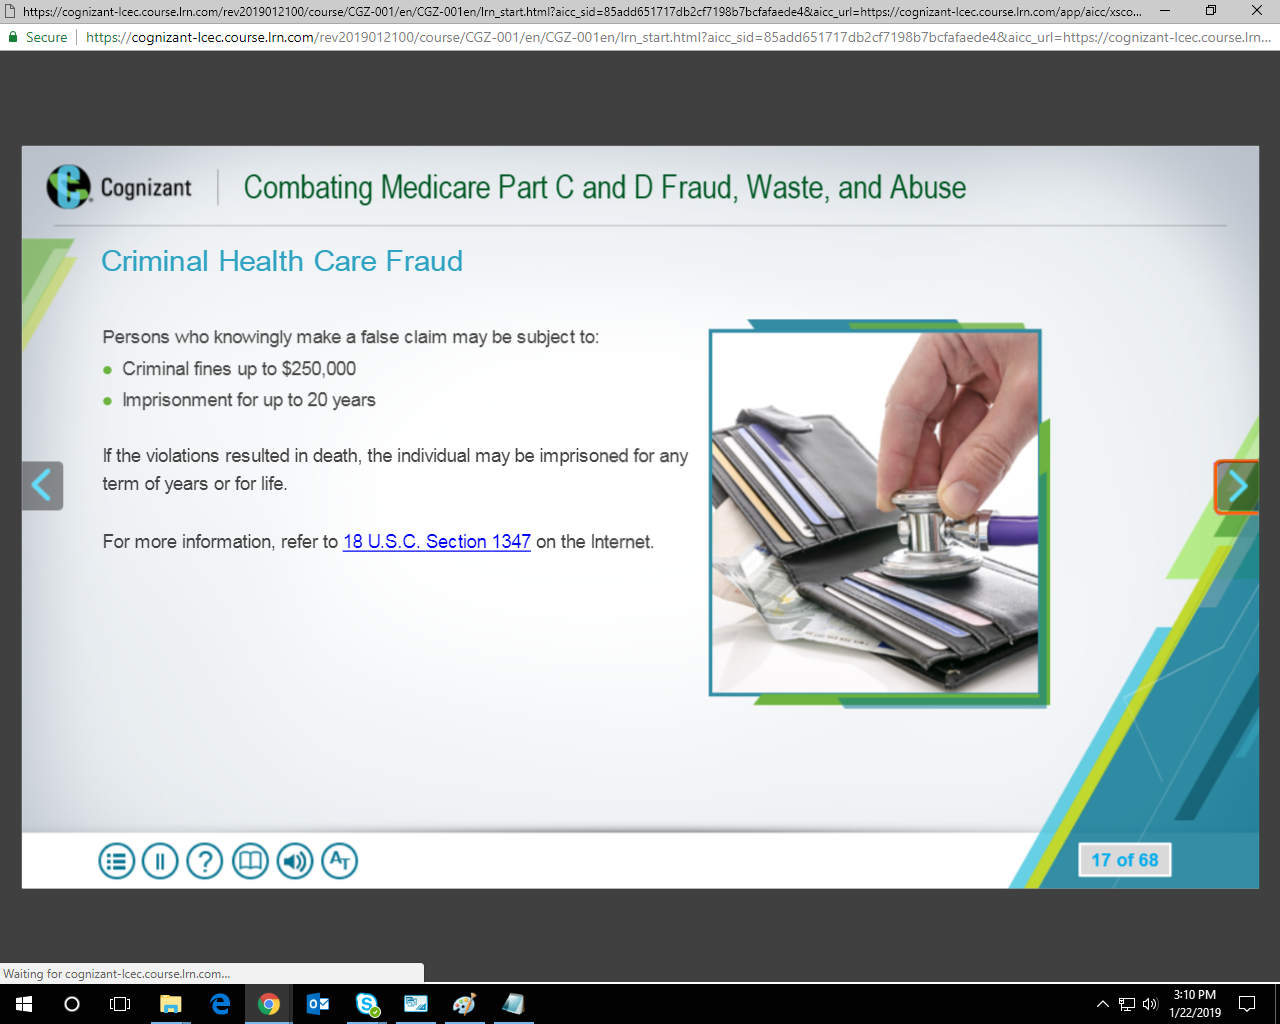 https://cognizant-lcec.course.lrn.com/rev2019012100/course/CGZ-001/en/CGZ-001en/lrn_start.html?aicc_sid=85add651717db2cf7198b7bcfafaede4&aicc_url=https://cognizant-lcec.course.lrn.com/app/aicc/xsco...
Secure https://cognizant-lcec.course.lrn.com/rev2019012100/course/CGZ-001/en/CGZ-001en/lrn_start.html?aicc_sid=85add651717db2cf7198b7bcfafaede4&aicc_url=https://cognizant-lcec.course.lrn...
Cognizant
Combating Medicare Part C and D Fraud, Waste, and Abuse
Criminal Health Care Fraud
Persons who knowingly make a false claim may be subject to:
Criminal fines up to $250,000
Imprisonment for up to 20 years
If the violations resulted in death, the individual may be imprisoned for any
term of years or for life.
For more information, refer to 18 U.S.C. Section 1347 on the Internet.
17 of 68
Waiting for cognizant-lcec.course.lrn.com...
3:10 PM
1/22/2019